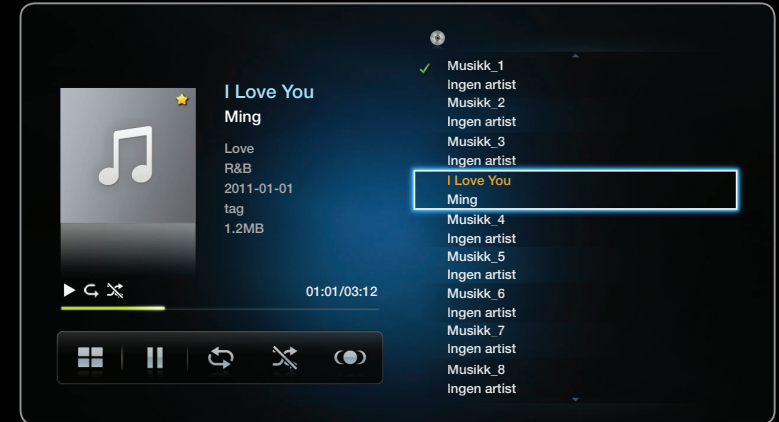 I Love You
Ming
Love
R&B
2011-01-01
tag
1.2MB
01:01/03:12
Musikk_1
Ingen artist
Musikk_2
Ingen artist
Musikk_3
Ingen artist
I Love You
Ming
Musikk_4
Ingen artist
Musikk_5
Ingen artist
Musikk_6
Ingen artist
Musikk_7
Ingen artist
Musikk_8
Ingen artist